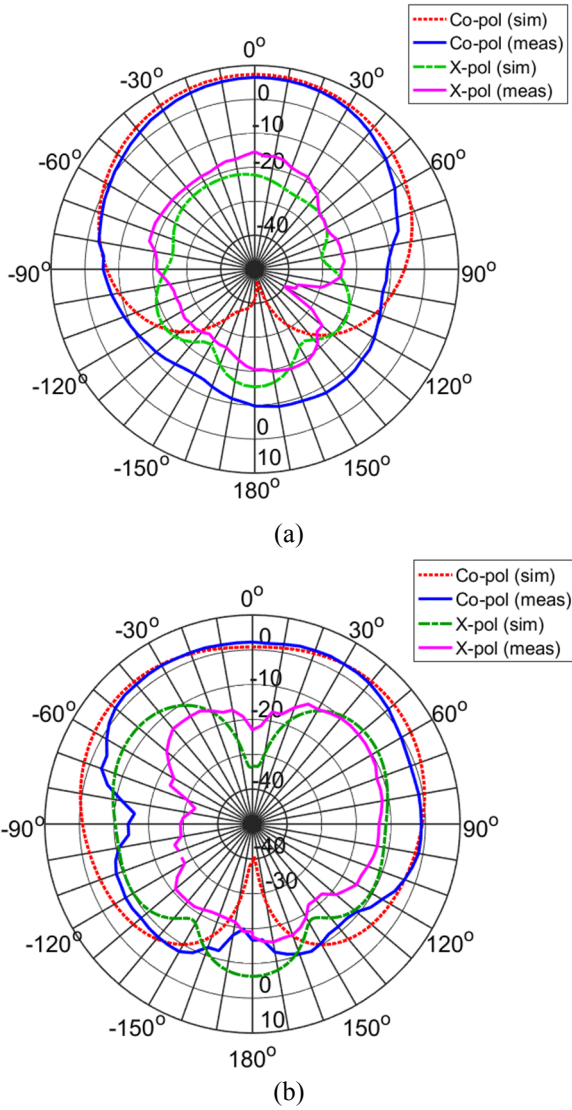 Co-pol (sim)
Co-pol (meas)
X-pol (sim)
X-pol (meas)
0°
-30° 30°
0
-10
-60° 60°
-20
-40
-90° 90°
-120° 120°
0
10
-150° 150°
180°
(a)
Co-pol (sim)
Co-pol (meas)
X-pol (sim)
X-pol (meas)
0°
-30° 30°
0
-10
-60° 60°
-20
-40
-90° 90°
-40
-30
-120° 120°
0
10
-150° 150°
180°
(b)